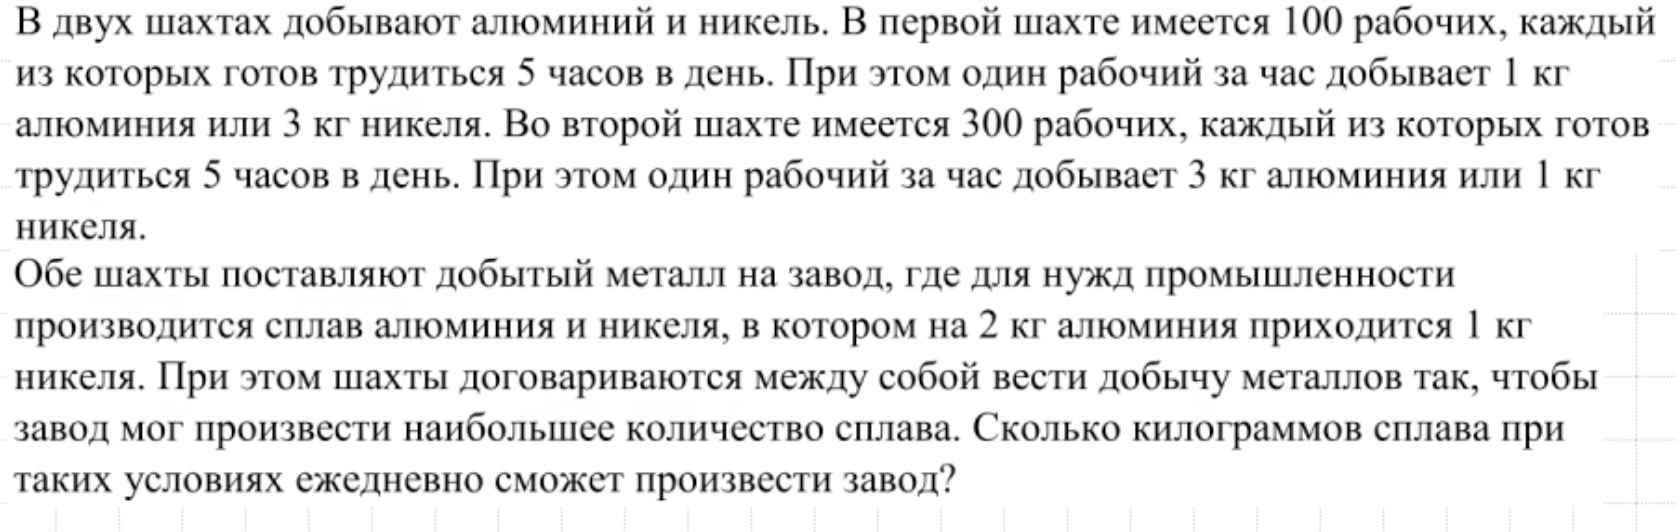 В двух шахтах добывают алюминий и никель. В первой шахте имеется 100 рабочих, каждый
из которых готов трудиться 5 часов в день. При этом один рабочий за час добывает 1 кг
алюминия или 3 кг никеля. Во второй шахте имеется 300 рабочих, каждый из которых готов
трудиться 5 часов в день. При этом один рабочий за час добывает 3 кг алюминия или 1 кг
никеля.
Обе шахты поставляют добытый металл на завод, где для нужд промышленности
производится сплав алюминия и никеля, в котором на 2 кг алюминия приходится 1 кг
никеля. При этом шахты договариваются между собой вести добычу металлов так, чтобы
завод мог произвести наибольшее количество сплава. Сколько килограммов сплава при
таких условиях ежедневно сможет произвести завод?